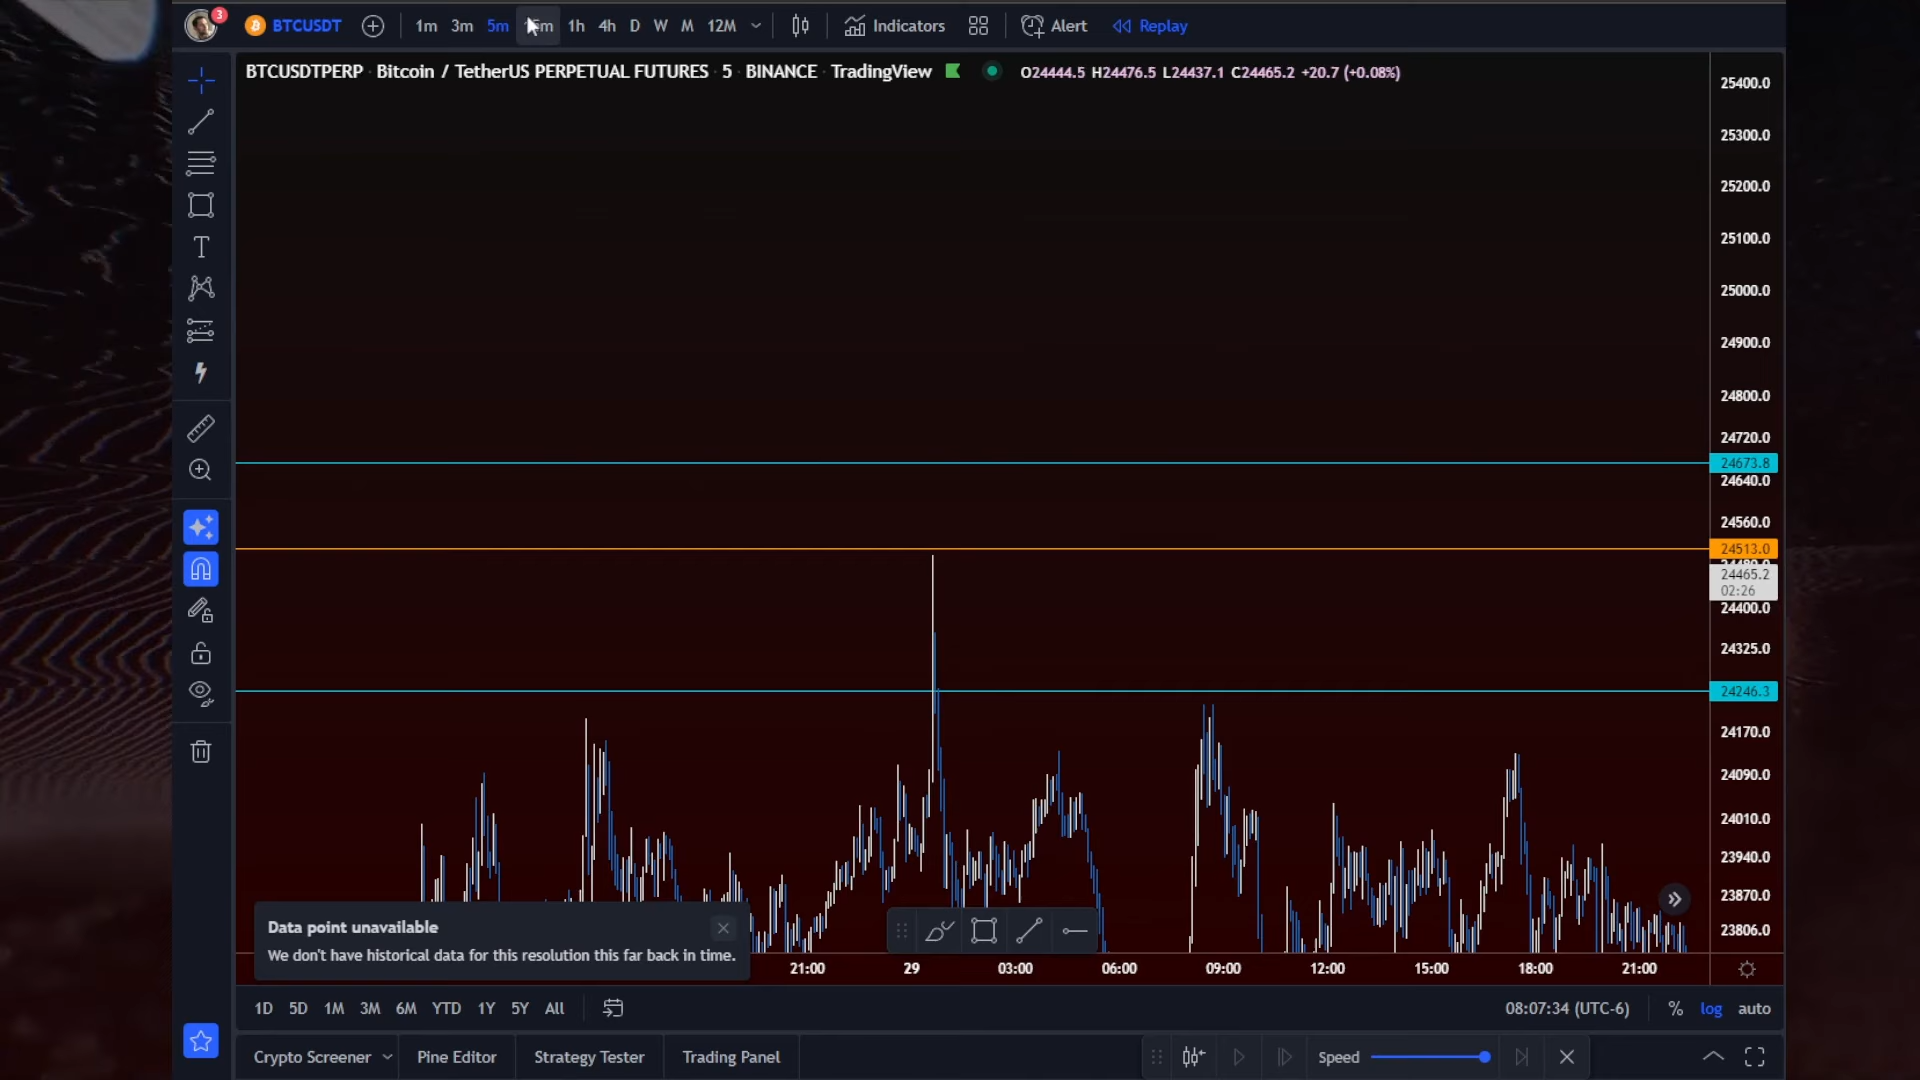 3
BTCUSDT
1m 3m 5m 1h 4h D W M 12M
Indicators
Alert
Replay
BTCUSDTPERP · Bitcoin / TetherUS PERPETUAL FUTURES · 5 · BINANCE · TradingView
O24444.5 H24476.5 L24437.1 C24465.2 +20.7 (+0.08%)
25400.0
25300.0
25200.0
25100.0
25000.0
24900.0
24800.0
24720.0
24673.8
24640.0
24560.0
24513.0
24465.2
02:26
24400.0
24325.0
24246.3
24170.0
24090.0
24010.0
23940.0
23870.0
23806.0
Data point unavailable
We don't have historical data for this resolution this far back in time.
21:00 29 03:00 06:00 09:00 12:00 15:00 18:00 21:00
1D 5D 1M 3M 6M YTD 1Y 5Y All
08:07:34 (UTC-6) % log auto
Crypto Screener Pine Editor Strategy Tester Trading Panel
Speed